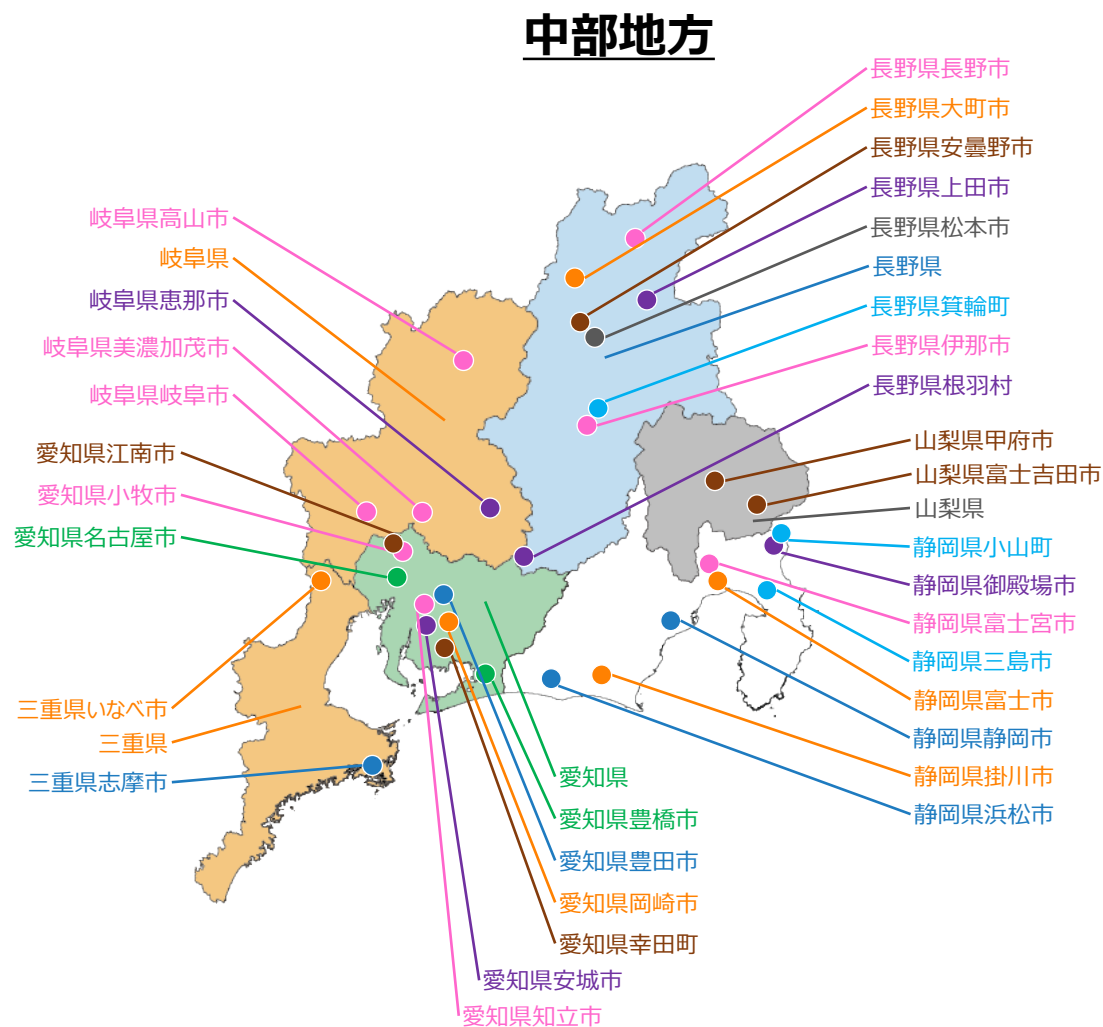 中部地方
長野県長野市
長野県大町市
長野県安曇野市
長野県上田市
長野県松本市
長野県
長野県箕輪町
長野県伊那市
長野県根羽村
岐阜県高山市
岐阜県
岐阜県恵那市
岐阜県美濃加茂市
岐阜県岐阜市
愛知県江南市
愛知県小牧市
愛知県名古屋市
山梨県甲府市
山梨県富士吉田市
山梨県
静岡県小山町
静岡県御殿場市
静岡県富士宮市
静岡県三島市
静岡県富士市
静岡県静岡市
静岡県掛川市
静岡県浜松市
三重県いなべ市
三重県
三重県志摩市
愛知県
愛知県豊橋市
愛知県豊田市
愛知県岡崎市
愛知県幸田町
愛知県安城市
愛知県知立市